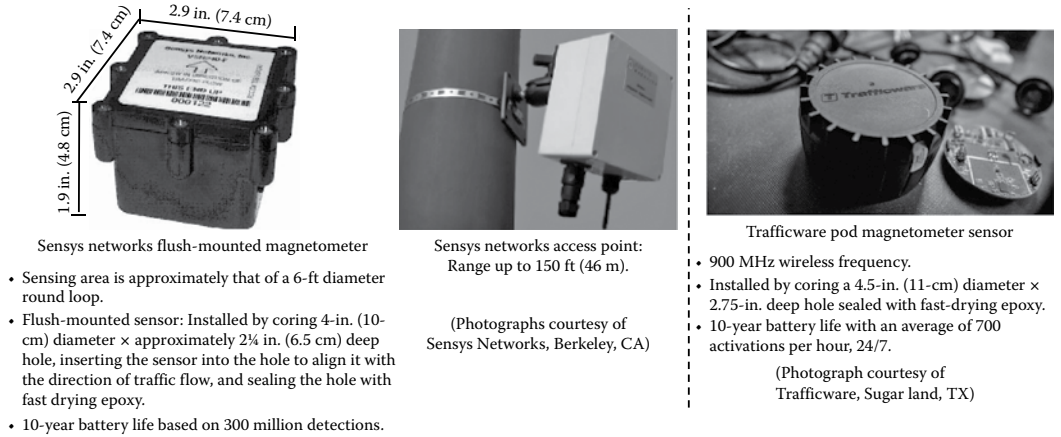 2.9 in. (7.4 cm)
2.9 in. (7.4 cm)
1.9 in. (4.8 cm)
Sensys Networks, Inc.
THIS END UP
000122
Trafficware
Sensys networks flush-mounted magnetometer
• Sensing area is approximately that of a 6-ft diameter
round loop.
• Flush-mounted sensor: Installed by coring 4-in. (10-
cm) diameter × approximately 2¼ in. (6.5 cm) deep
hole, inserting the sensor into the hole to align it with
the direction of traffic flow, and sealing the hole with
fast drying epoxy.
• 10-year battery life based on 300 million detections.
Sensys networks access point:
Range up to 150 ft (46 m).
(Photographs courtesy of
Sensys Networks, Berkeley, CA)
Trafficware pod magnetometer sensor
• 900 MHz wireless frequency.
• Installed by coring a 4.5-in. (11-cm) diameter ×
2.75-in. deep hole sealed with fast-drying epoxy.
• 10-year battery life with an average of 700
activations per hour, 24/7.
(Photograph courtesy of
Trafficware, Sugar land, TX)